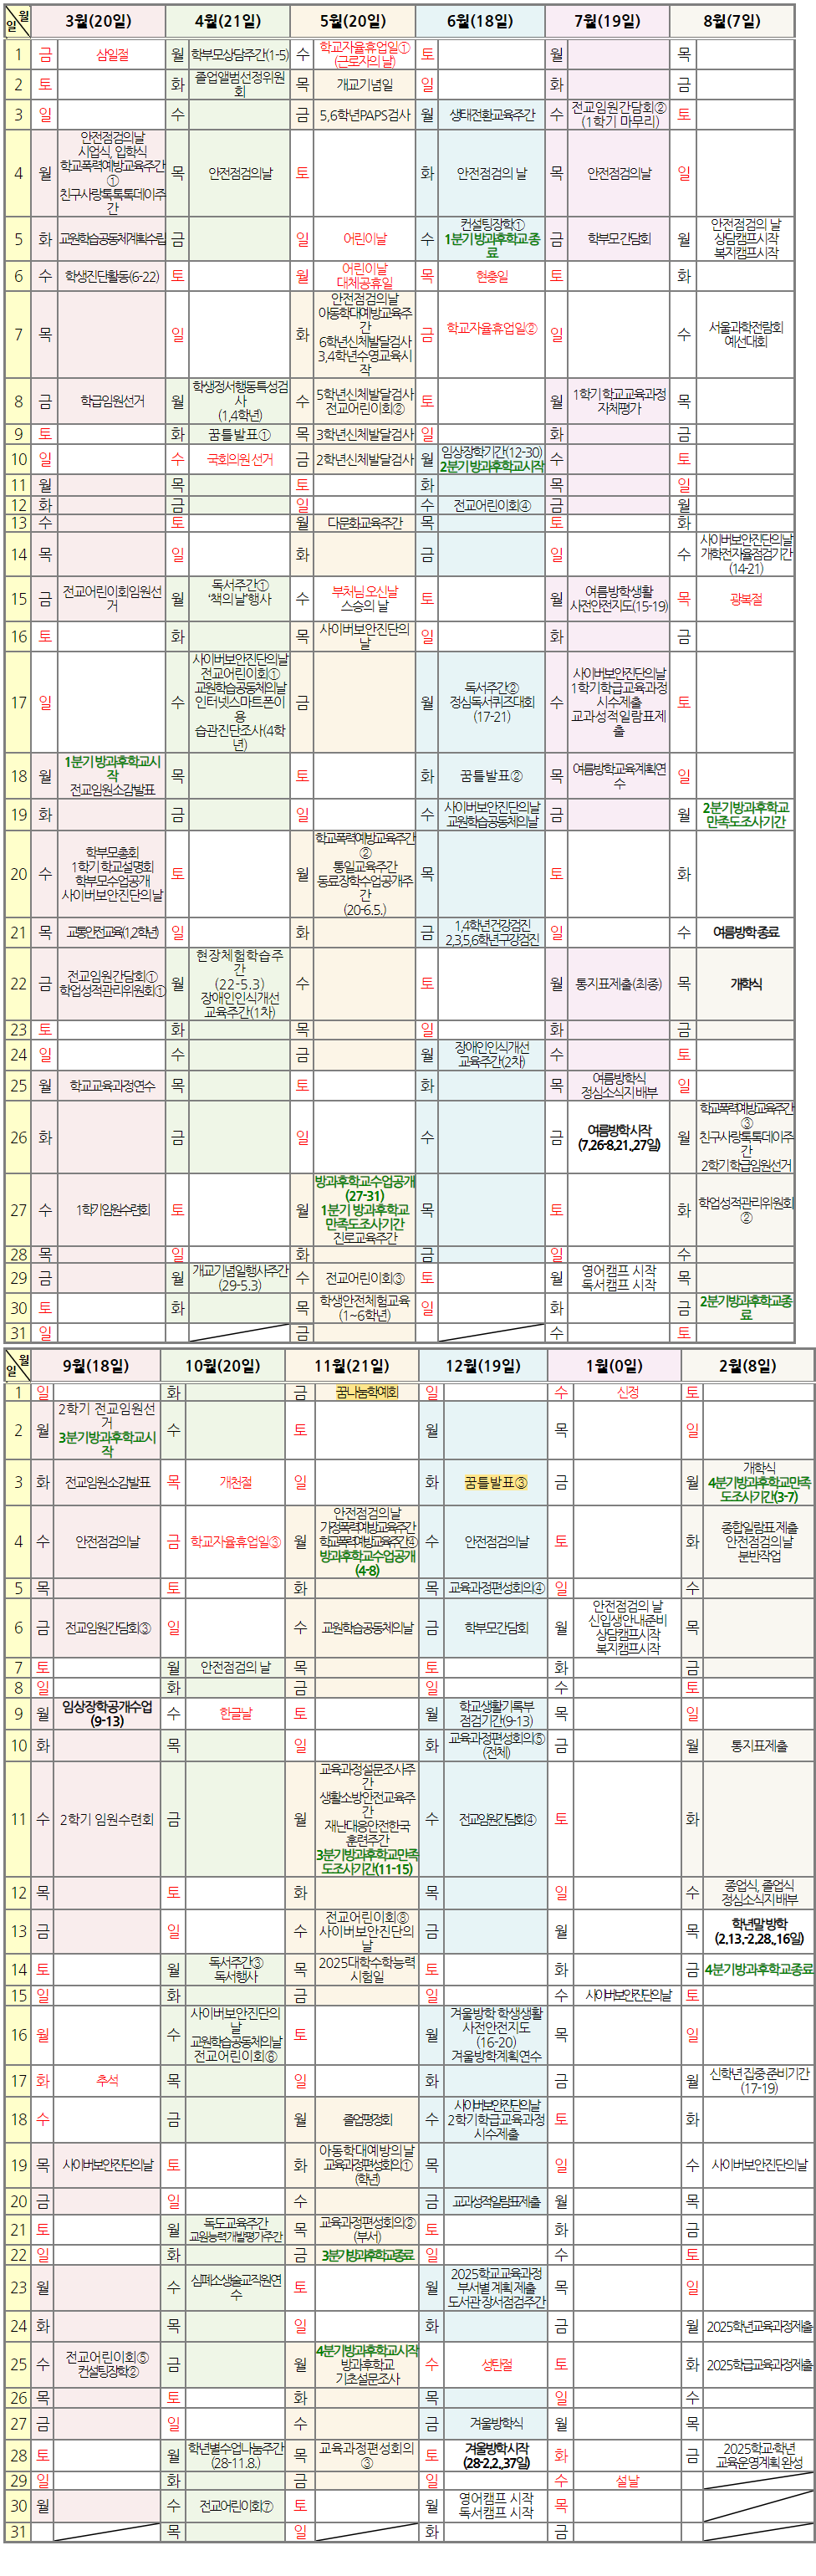 월
일
3월(20일) 4월(21일) 5월(20일) 6월(18일) 7월(19일) 8월(7일)
1 금 삼일절 월 학부모상담주간(1-5) 수 학교자율휴업일① 토 월 목
(근로자의 날)
2 토 화 졸업앨범선정위원 목 개교기념일 일 화 금
회
3 일 수 금 5,6학년PAPS검사 월 생태전환교육주간 수 전교임원간담회② 토
(1학기 마무리)
4 월 안전점검의날 목 안전점검의날 토 화 안전점검의 날 목 안전점검의날 일
시업식, 입학식
학교폭력예방교육주간
①
친구사랑톡톡톡데이주
간
5 화 교원학습공동체계획수립 금 일 어린이날 수 컨설팅장학① 금 학부모간담회 월 안전점검의 날
1분기 방과후학교종 상담캠프시작
료 복지캠프시작
6 수 학생진단활동(6-22) 토 월 어린이날 목 현충일 토 화
대체공휴일
7 목 일 화 안전점검의날 금 학교자율휴업일② 일 수 서울과학전람회
아동학대예방교육주 예선대회
간
6학년신체발달검사
3,4학년수영교육시
작
8 금 학급임원선거 월 학생정서행동특성검 수 5학년신체발달검사 토 월 1학기 학교교육과정 목
사 전교어린이회② 자체평가
(1,4학년)
9 토 화 꿈틀발표① 목 3학년신체발달검사 일 화 금
10 일 수 국회의원 선거 금 2학년신체발달검사 월 임상장학기간(12-30) 수 토
2분기 방과후학교시작
11 월 목 토 화 목 일
12 화 금 일 수 전교어린이회④ 금 월
13 수 토 월 다문화교육주간 목 토 화
14 목 일 화 금 일 수 사이버보안진단의날
개학전자율점검기간
(14-21)
15 금 전교어린이회임원선 월 독서주간① 수 부처님 오신날 토 월 여름방학생활 목 광복절
거 '책의날'행사 스승의 날 사전안전지도(15-19)
16 토 화 목 사이버보안진단의 일 화 금
날
17 일 수 사이버보안진단의날 금 월 독서주간② 수 사이버보안진단의날 토
전교어린이회① 정심독서퀴즈대회 1학기학급교육과정
교원학습공동체의날 (17-21) 시수제출
인터넷스마트폰이 교과성적일람표제
용 출
습관진단조사(4학
년)
18 월 1분기 방과후학교시 목 토 화 꿈틀발표② 목 여름방학교육계획연 일
작 수
전교임원소감발표
19 화 금 일 수 사이버보안진단의날 금 월 2분기방과후학교
교원학습공동체의날 만족도조사기간
20 수 학부모총회 토 월 학교폭력예방교육주간 목 토 화
1학기 학교설명회 ②
학부모수업공개 통일교육주간
사이버보안진단의날 동료장학수업공개주
간
(20-6.5.)
21 목 교통안전교육(1,2학년) 일 화 금 1,4학년 건강검진 일 수 여름방학 종료
2,3,5,6학년구강검진
22 금 전교임원간담회① 월 현장체험학습주 수 토 월 통지표제출(최종) 목 개학식
학업성적관리위원회① 간
(22-5.3)
장애인인식개선
교육주간(1차)
23 토 화 목 일 화 금
24 일 수 금 월 장애인인식개선 수 토
교육주간(2차)
25 월 학교교육과정연수 목 토 화 목 여름방학식 일
정심소식지 배부
26 화 금 일 수 금 여름방학 시작 월 학교폭력예방교육주간
(7.26-8.21.,27일) ③
친구사랑톡톡데이주
간
2학기학급임원선거
27 수 1학기임원수련회 토 월 방과후학교수업공개 목 토 화 학업성적관리위원회
(27-31) ②
1분기 방과후학교
만족도조사기간
진로교육주간
28 목 일 화 금 일 수
29 금 월 개교기념일행사주간 수 전교어린이회③ 토 월 영어캠프 시작 목
(29-5.3) 독서캠프 시작
30 토 화 목 학생안전체험교육 일 화 금 2분기방과후학교종
(1~6학년) 료
31 일 금 수 토
월
일
9월(18일) 10월(20일) 11월(21일) 12월(19일) 1월(0일) 2월(8일)
1 일 화 금 꿈나눔학예회 일 수 신정 토
2 월 2학기 전교임원선 수 토 월 목 일
거
3분기방과후학교시
작
3 화 전교임원소감발표 목 개천절 일 화 꿈틀발표③ 금 월 개학식
4분기방과후학교만족
도조사기간(3-7)
4 수 안전점검의날 금 학교자율휴업일③ 월 안전점검의날 수 안전점검의날 토 화 종합일람표 제출
가정폭력예방교육주간 안전점검의날
학교폭력예방교육주간④ 분반작업
방과후학교수업공개
(4-8)
5 목 토 화 목 교육과정편성회의④ 일 수
6 금 전교임원간담회③ 일 수 교원학습공동체의날 금 학부모간담회 월 안전점검의 날 목
신입생안내준비
상담캠프시작
복지캠프시작
7 토 월 안전점검의 날 목 토 화 금
8 일 화 금 일 수 토
9 월 임상장학공개수업 수 한글날 토 월 학교생활기록부 목 일
(9-13) 점검기간(9-13)
10 화 목 일 화 교육과정편성회의⑤ 금 월 통지표제출
(전체)
11 수 2학기 임원수련회 금 월 교육과정설문조사주 수 전교임원간담회④ 토 화
간
생활소방안전교육주
간
재난대응안전한국
훈련주간
3분기방과후학교만족
도조사기간(11-15)
12 목 토 화 목 일 수 종업식, 졸업식
정심소식지 배부
13 금 일 수 전교어린이회⑧ 금 월 목 학년말 방학
사이버보안진단의 (2.13.-2.28.,16일)
날
14 토 월 독서주간③ 목 2025대학수학능력 토 화 금 4분기방과후학교종료
독서행사 시험일
15 일 화 금 일 수 사이버보안진단의날 토
16 월 수 사이버보안진단의 토 월 겨울방학 학생생활 목 일
날 사전안전지도
교원학습공동체의날 (16-20)
전교어린이회⑥ 겨울방학계획연수
17 화 추석 목 일 화 금 월 신학년 집중 준비기간
(17-19)
18 수 금 월 졸업평정회 수 사이버보안진단의날 토 화
2학기학급교육과정
시수제출
19 목 사이버보안진단의날 토 화 아동학대예방의날 목 일 수 사이버보안진단의날
교육과정편성회의①
(학년)
20 금 일 수 금 교과성적일람표제출 월 목
21 토 월 독도교육주간 목 교육과정편성회의② 토 화 금
교원능력개발평가주간 (부서)
22 일 화 금 3분기방과후학교종료 일 수 토
23 월 수 심폐소생술교직원연 토 월 2025학교교육과정 목 일
수 부서별 계획 제출
도서관 장서점검주간
24 화 목 일 화 금 월 2025학년교육과정제출
25 수 전교어린이회⑤ 금 월 4분기방과후학교시작 수 성탄절 토 화 2025학급교육과정제출
컨설팅장학② 방과후학교
기초설문조사
26 목 토 화 목 일 수
27 금 일 수 금 겨울방학식 월 목
28 토 월 학년별수업나눔주간 목 교육과정편성회의 토 겨울방학시작 화 금 2025학교·학년
(28-11.8.) ③ (28-2.2.,37일) 교육운영계획 완성
29 일 화 금 일 수 설날
30 월 수 전교어린이회⑦ 토 월 영어캠프 시작 목
독서캠프 시작
31 목 일 화 금